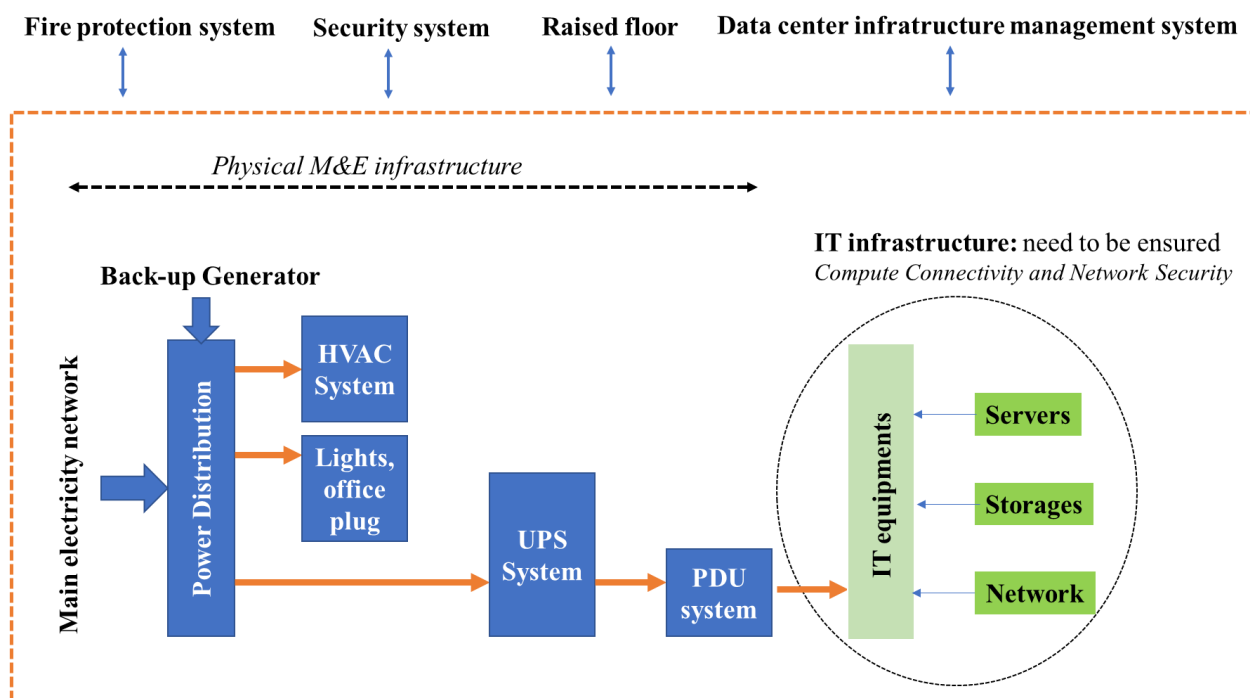 Fire protection system
Security system
Raised floor
Data center infratructure management system
Physical M&E infrastructure
IT infrastructure: need to be ensured
Compute Connectivity and Network Security
Back-up Generator
Main electricity network
Power Distribution
HVAC
System
Lights,
office
plug
UPS
System
PDU
system
IT equipments
Servers
Storages
Network